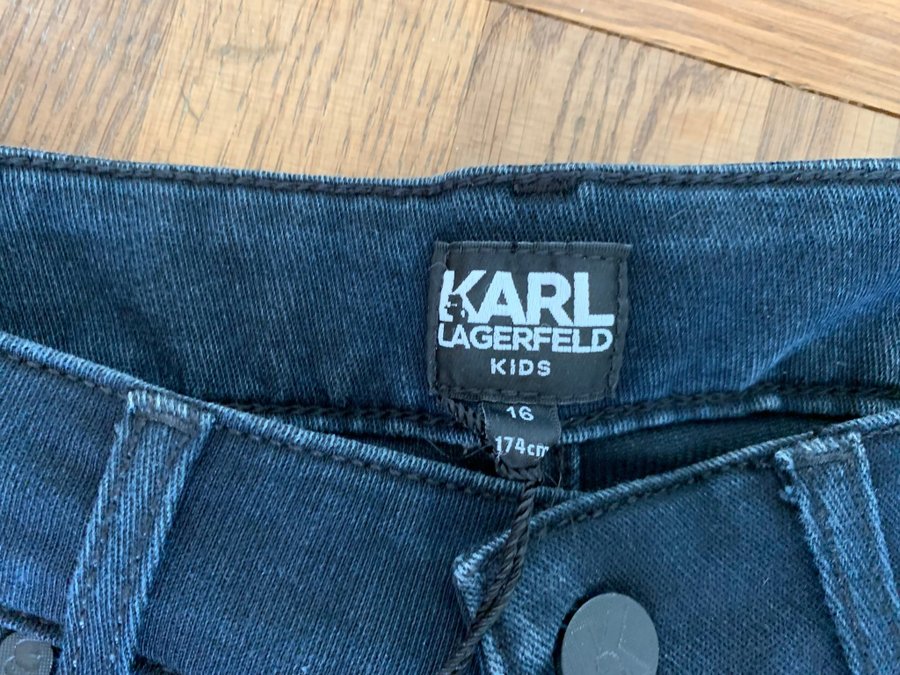 KARL
LAGERFELD
KIDS
16
174cm